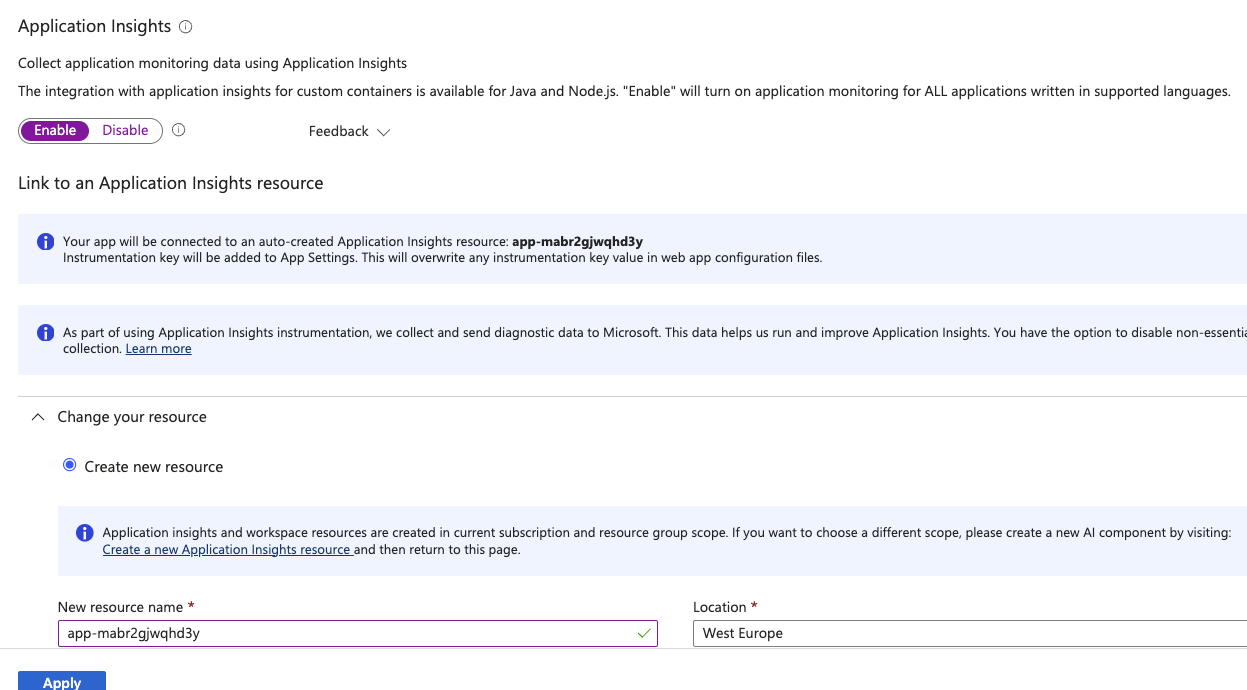 Application Insights
Collect application monitoring data using Application Insights
The integration with application insights for custom containers is available for Java and Node.js. "Enable" will turn on application monitoring for ALL applications written in supported languages.
Enable Disable Feedback
Link to an Application Insights resource
Your app will be connected to an auto-created Application Insights resource: app-mabr2gjwqhd3y
Instrumentation key will be added to App Settings. This will overwrite any instrumentation key value in web app configuration files.
As part of using Application Insights instrumentation, we collect and send diagnostic data to Microsoft. This data helps us run and improve Application Insights. You have the option to disable non-essentia
collection. Learn more
Change your resource
Create new resource
Application insights and workspace resources are created in current subscription and resource group scope. If you want to choose a different scope, please create a new AI component by visiting:
Create a new Application Insights resource and then return to this page.
New resource name * Location *
app-mabr2gjwqhd3y West Europe
Apply